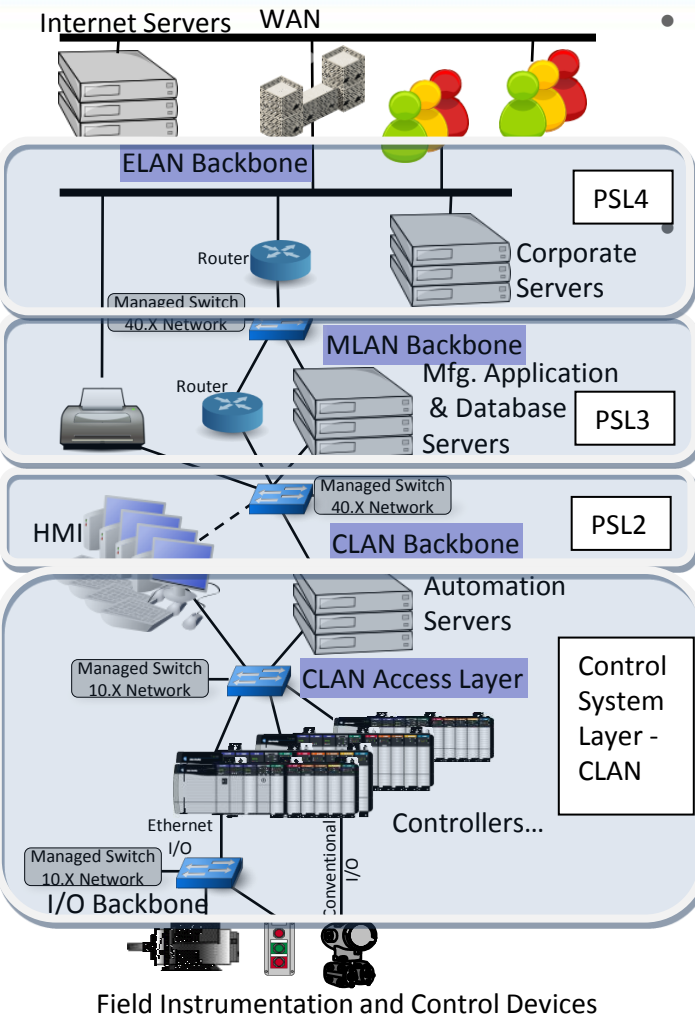 Internet Servers
WAN
ELAN Backbone
PSL4
Router
Corporate
Servers
Managed Switch
40.X Network
MLAN Backbone
Mfg. Application
& Database
Servers
Router
PSL3
Managed Switch
40.X Network
HMI
PSL2
CLAN Backbone
Automation
Servers
Managed Switch
10.X Network
CLAN Access Layer
Control
System
Layer -
CLAN
Ethernet
I/O
Conventional
I/O
Controllers...
Managed Switch
10.X Network
I/O Backbone
Field Instrumentation and Control Devices